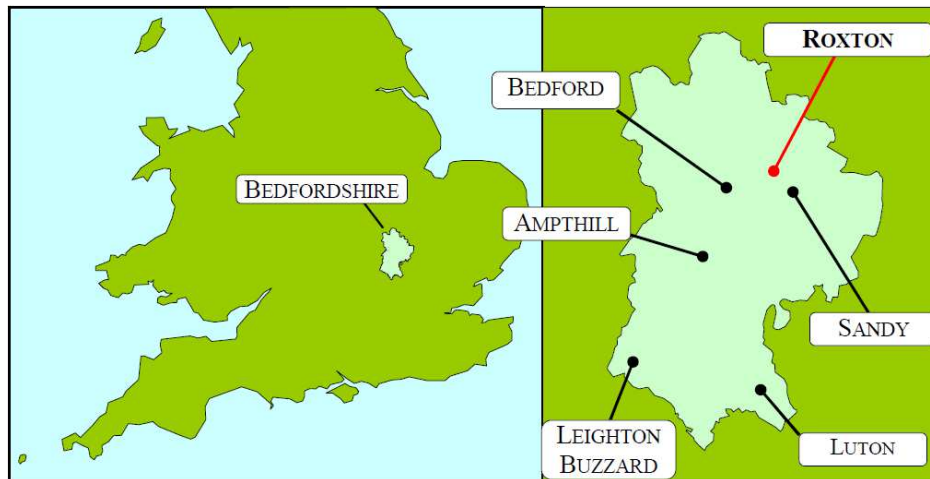 ROXTON
BEDFORD
BEDFORDSHIRE
AMPTHILL
SANDY
LEIGHTON
BUZZARD
LUTON